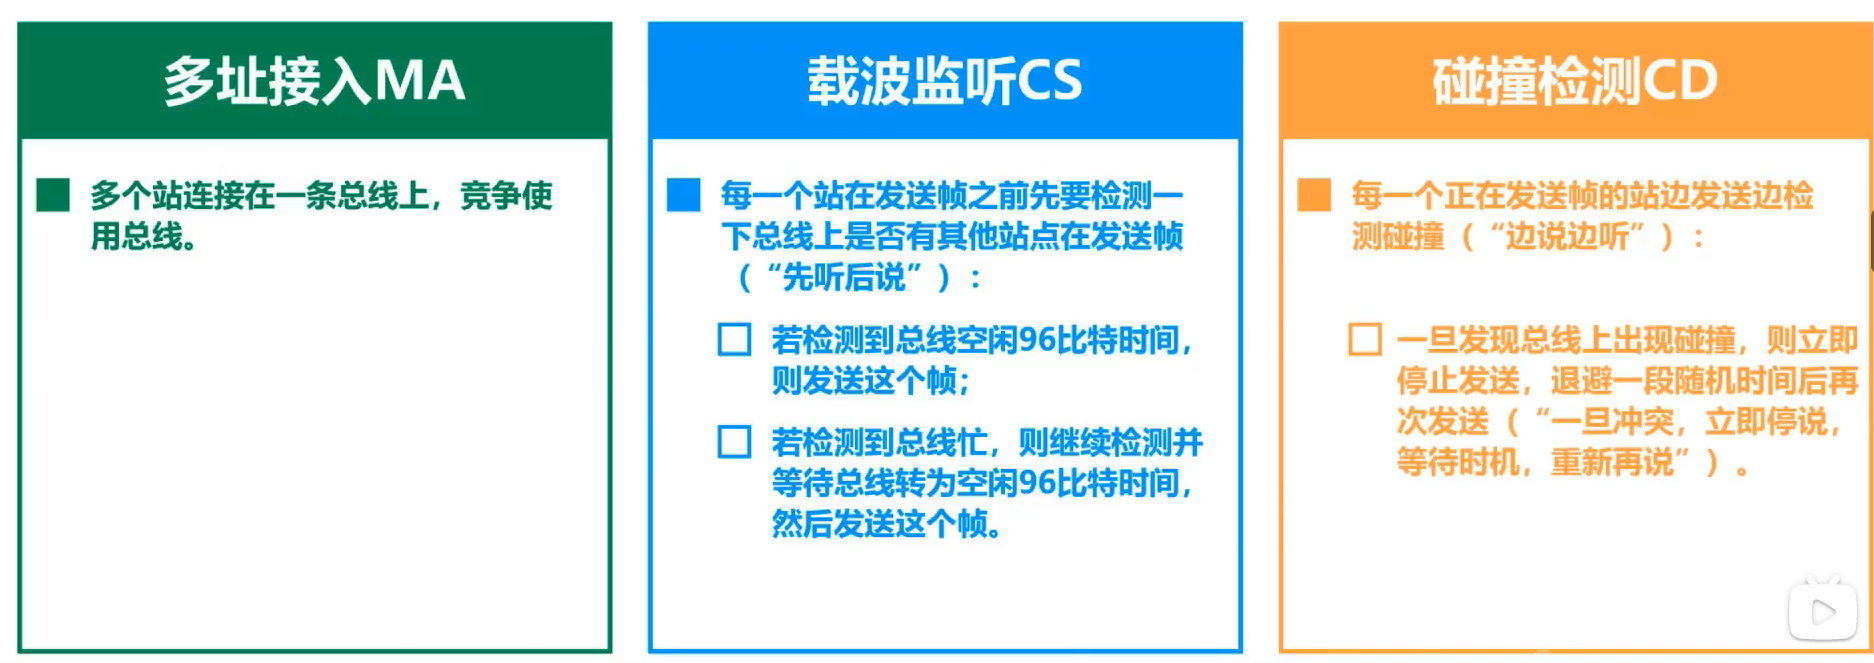 多址接入MA
多个站连接在一条总线上，竞争使
用总线。
载波监听CS
每一个站在发送帧之前先要检测一
下总线上是否有其他站点在发送帧
（“先听后说”）：
若检测到总线空闲96比特时间，
则发送这个帧；
若检测到总线忙，则继续检测并
等待总线转为空闲96比特时间，
然后发送这个帧。
碰撞检测CD
每一个正在发送帧的站边发送边检
测碰撞（“边说边听”）：
一旦发现总线上出现碰撞，则立即
停止发送，退避一段随机时间后再
次发送（“一旦冲突，立即停说，
等待时机，重新再说”）。